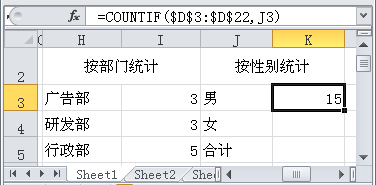 fx =COUNTIF($D$3:$D$22,J3)
C H I J K
2 按部门统计 按性别统计
3 广告部 3 男 15
4 研发部 3 女
5 行政部 5 合计
Sheet1 Sheet2 She